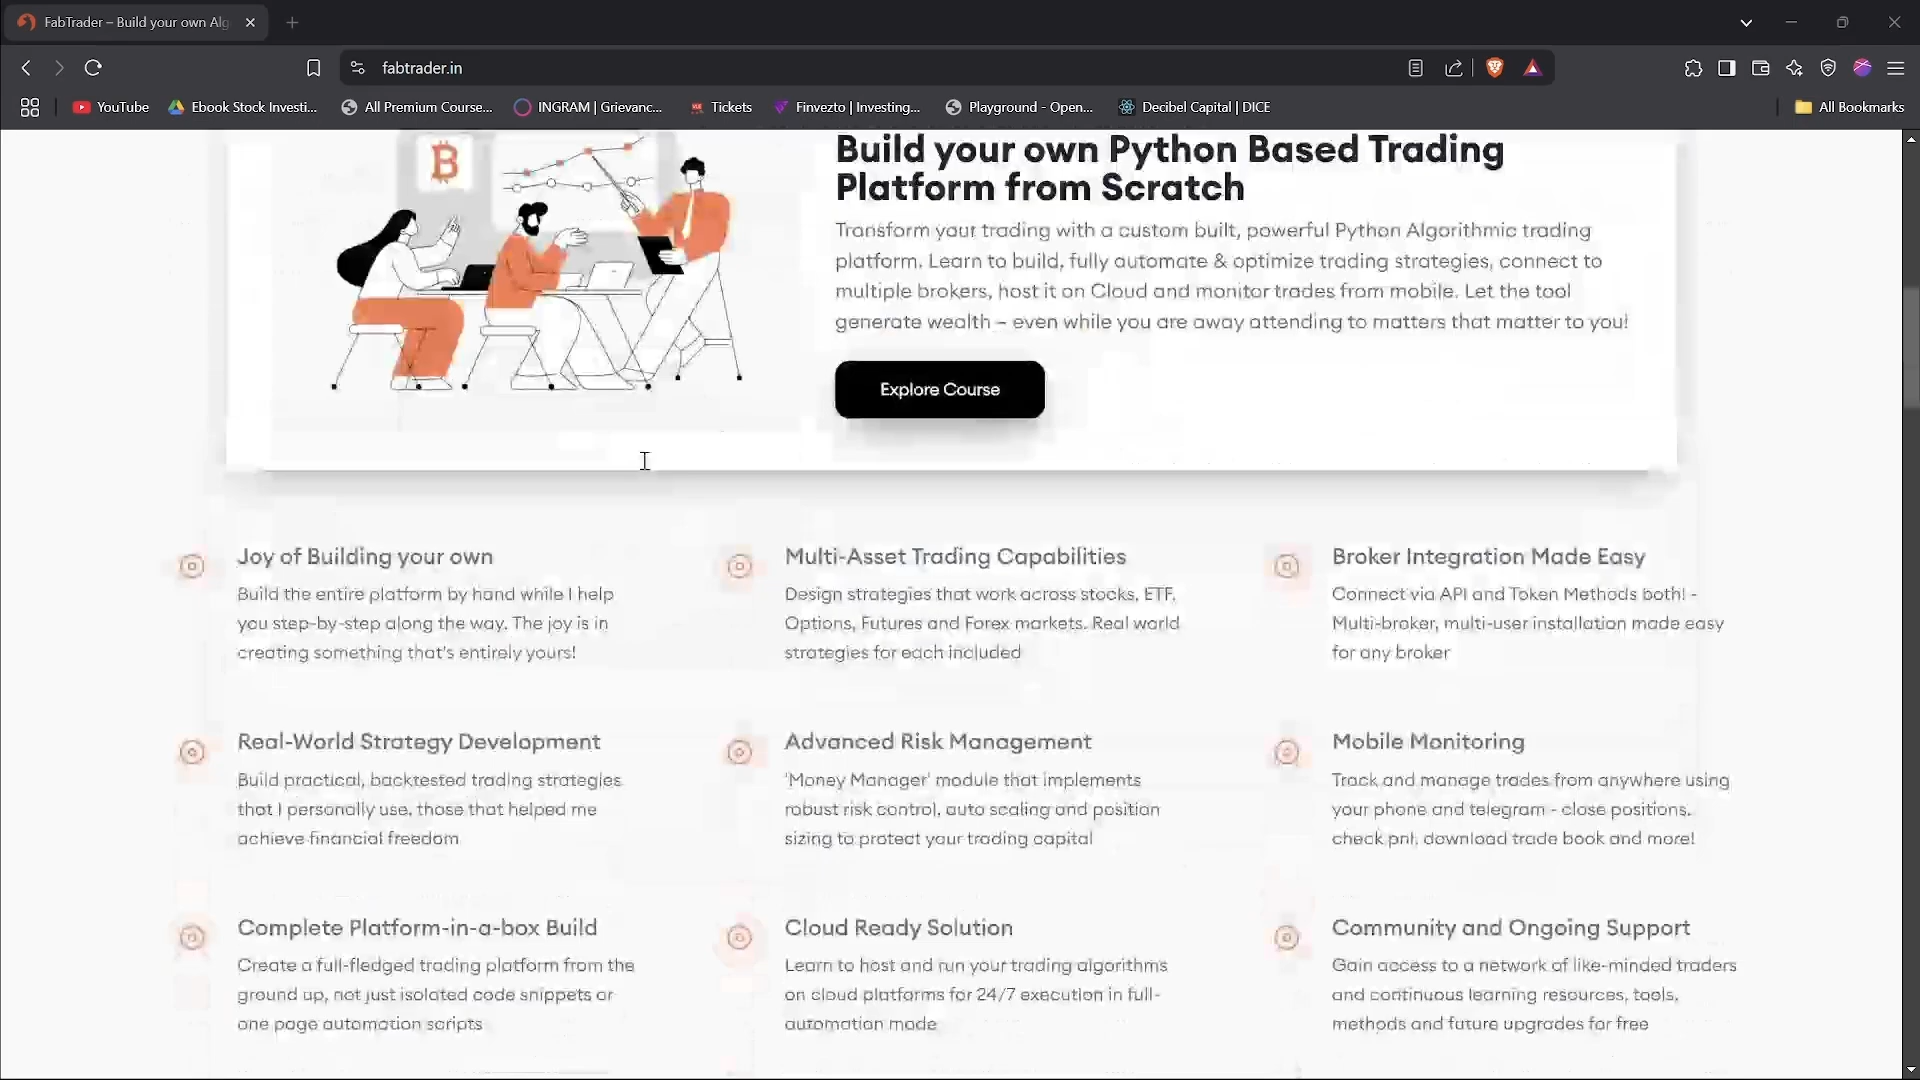 FabTrader – Build your own Alg
fabtrader.in
YouTube
Ebook Stock Investi...
All Premium Course...
INGRAM | Grievanc...
Tickets
Finvezto | Investing...
Playground - Open...
Decibel Capital | DICE
All Bookmarks
Build your own Python Based Trading
Platform from Scratch
Transform your trading with a custom built, powerful Python Algorithmic trading
platform. Learn to build, fully automate & optimize trading strategies, connect to
multiple brokers, host it on Cloud and monitor trades from mobile. Let the tool
generate wealth – even while you are away attending to matters that matter to you!
Explore Course
Joy of Building your own
Build the entire platform by hand while I help
you step-by-step along the way. The joy is in
creating something that's entirely yours!
Multi-Asset Trading Capabilities
Design strategies that work across stocks, ETF,
Options, Futures and Forex markets. Real world
strategies for each included
Broker Integration Made Easy
Connect via API and Token Methods both! -
Multi-broker, multi-user installation made easy
for any broker
Real-World Strategy Development
Build practical, backtested trading strategies
that I personally use, those that helped me
achieve financial freedom
Advanced Risk Management
'Money Manager' module that implements
robust risk control, auto scaling and position
sizing to protect your trading capital
Mobile Monitoring
Track and manage trades from anywhere using
your phone and telegram - close positions,
check pnl, download trade book and more!
Complete Platform-in-a-box Build
Create a full-fledged trading platform from the
ground up, not just isolated code snippets or
one page automation scripts
Cloud Ready Solution
Learn to host and run your trading algorithms
on cloud platforms for 24/7 execution in full-
automation mode
Community and Ongoing Support
Gain access to a network of like-minded traders
and continuous learning resources, tools,
methods and future upgrades for free